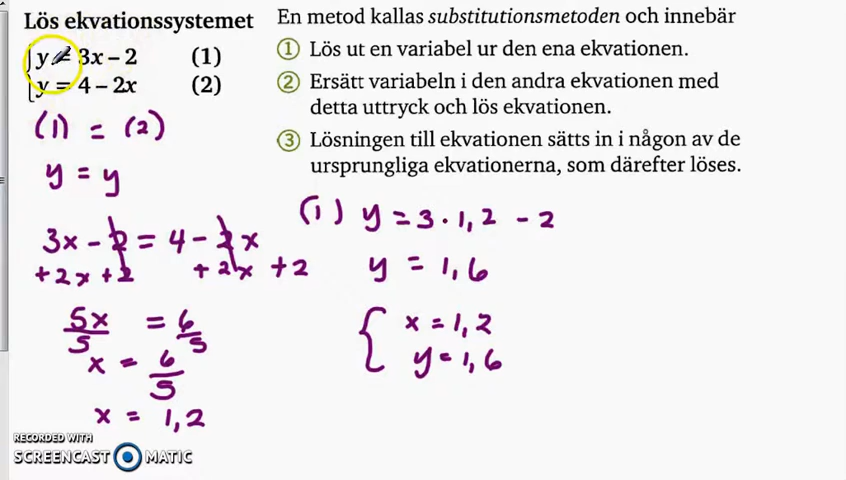 Lös ekvationssystemet
y = 3x – 2 (1)
y = 4 – 2x (2)
(1) = (2)
y = y
3x - 2 = 4 - 2x
+2x +2 +2x +2
5x/5 = 6/5
x = 6/5
x = 1,2
En metod kallas substitutionsmetoden och innebär
① Lös ut en variabel ur den ena ekvationen.
② Ersätt variabeln i den andra ekvationen med
detta uttryck och lös ekvationen.
③ Lösningen till ekvationen sätts in i någon av de
ursprungliga ekvationerna, som därefter löses.
(1) y = 3 · 1,2 - 2
y = 1,6
x = 1,2
y = 1,6
RECORDED WITH
SCREENCAST MATIC